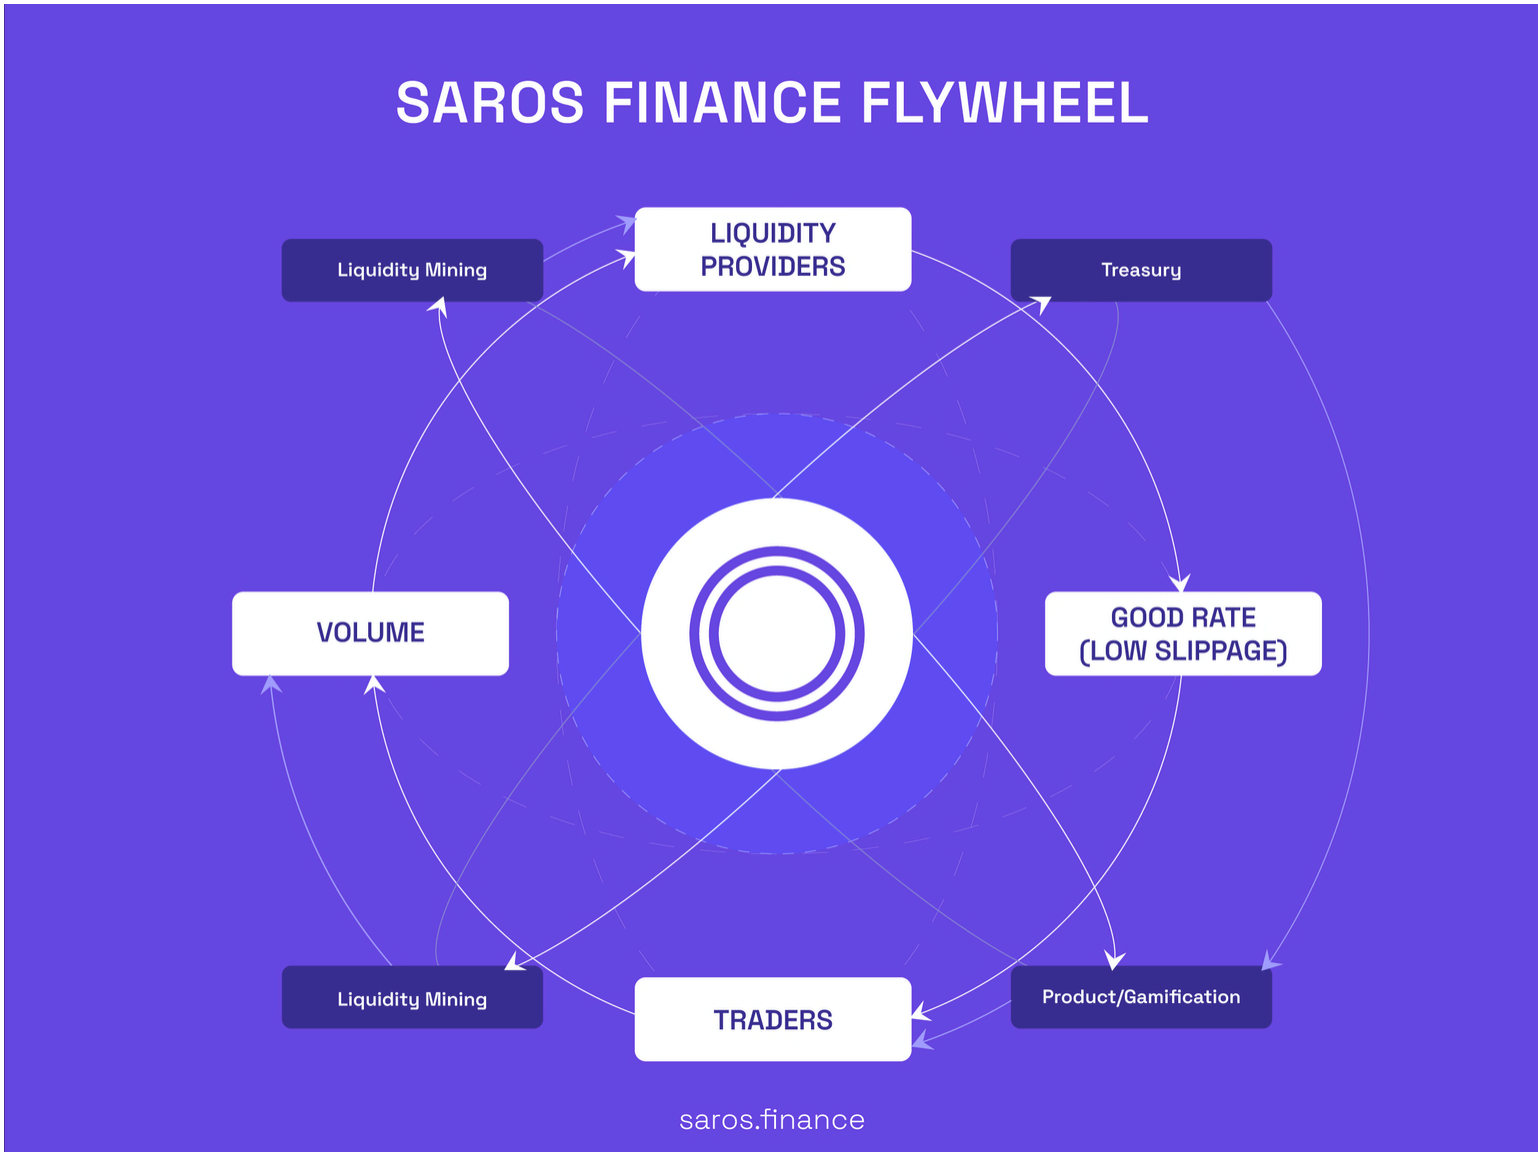 SAROS FINANCE FLYWHEEL
LIQUIDITY
PROVIDERS
Liquidity Mining
Treasury
VOLUME
GOOD RATE
(LOW SLIPPAGE)
Liquidity Mining
Product/Gamification
TRADERS
saros.finance